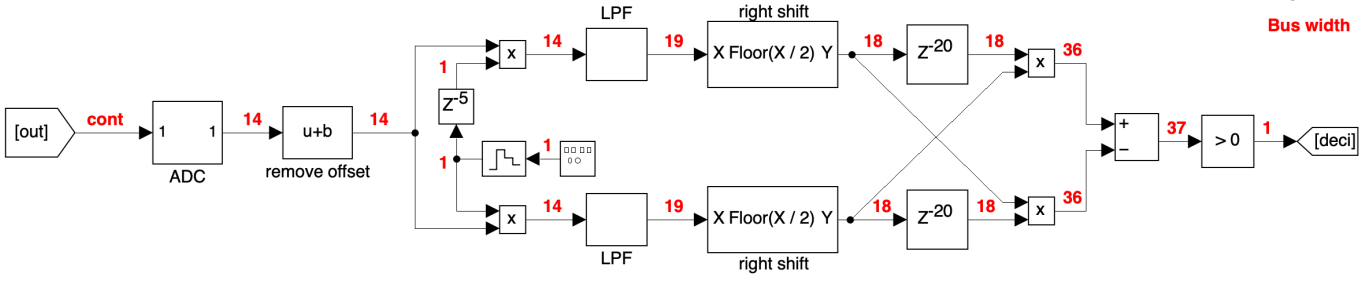 LPF
right shift
Bus width
14
19
X Floor(X / 2) Y
18
Z-20
18
x
36
x
1
Z-5
[out]
cont
1
1
ADC
14
u+b
remove offset
14
1
1
+
−
37
> 0
1
[deci]
x
14
19
X Floor(X / 2) Y
18
Z-20
18
x
36
LPF
right shift